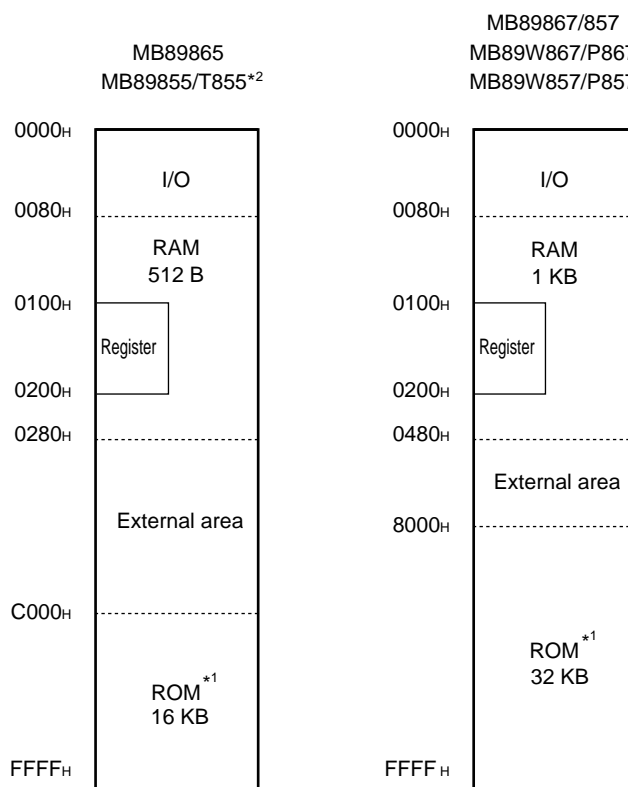 MB89865
MB89855/T855*2
0000H
I/O
0080H
RAM
512 B
0100H
Register
0200H
0280H
External area
C000H
ROM*1
16 KB
FFFFH
MB89867/857
MB89W867/P867
MB89W857/P857
0000H
I/O
0080H
RAM
1 KB
0100H
Register
0200H
0480H
External area
8000H
ROM*1
32 KB
FFFF H